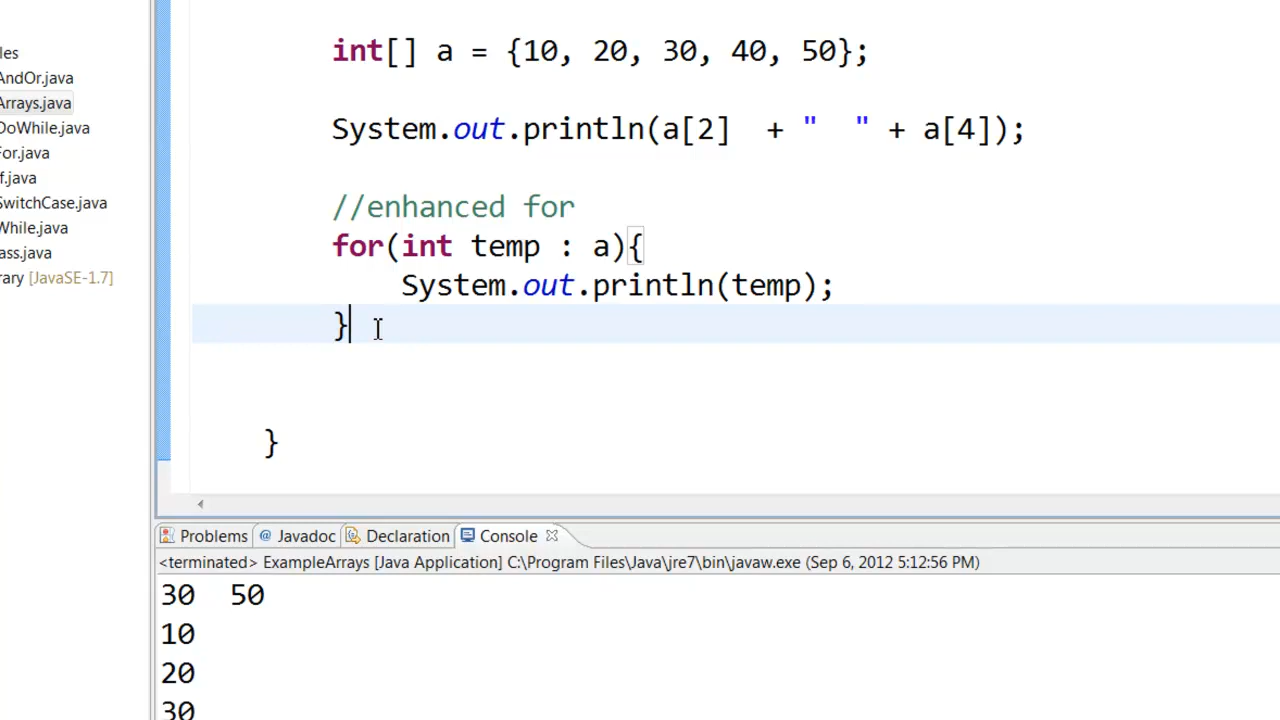 les
AndOr.java
Arrays.java
DoWhile.java
For.java
f.java
SwitchCase.java
While.java
ass.java
rary [JavaSE-1.7]
int[] a = {10, 20, 30, 40, 50};
System.out.println(a[2]  + "  " + a[4]);
//enhanced for
for(int temp : a){
System.out.println(temp);
}
}
Problems @ Javadoc Declaration Console
<terminated> ExampleArrays [Java Application] C:\Program Files\Java\jre7\bin\javaw.exe (Sep 6, 2012 5:12:56 PM)
30  50
10
20
30